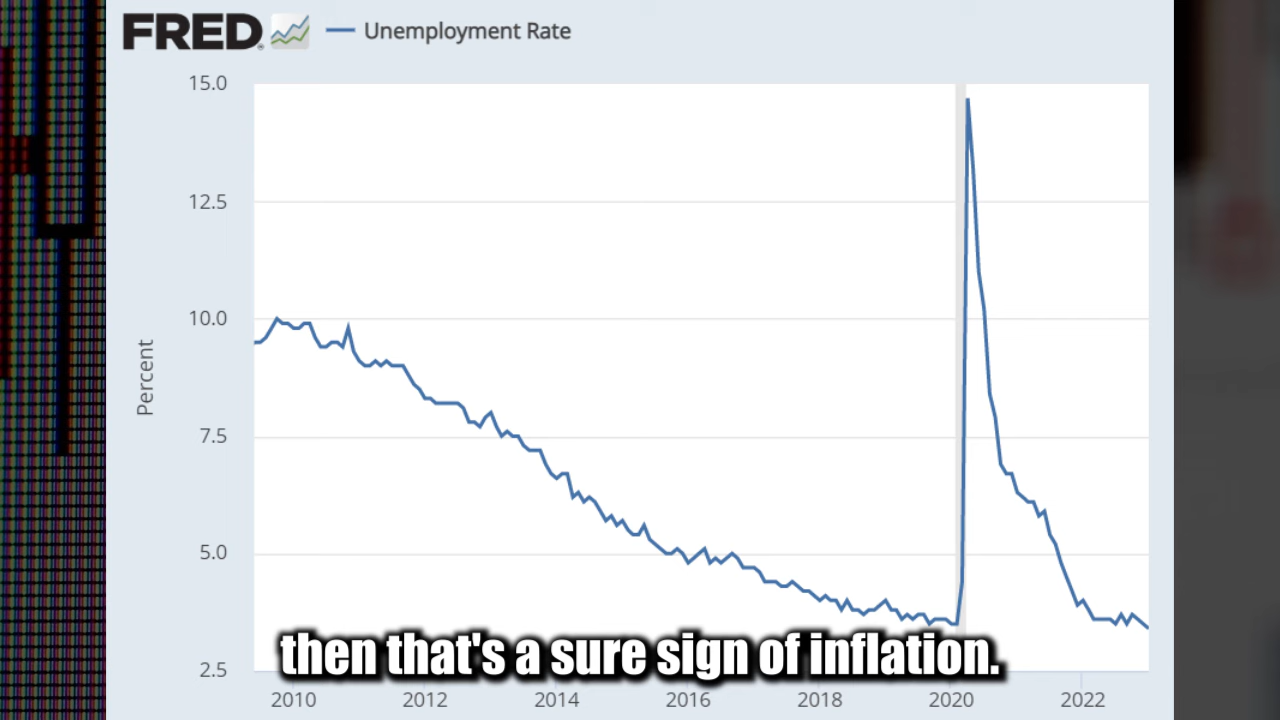 FRED
Unemployment Rate
15.0
12.5
10.0
7.5
5.0
2.5
Percent
2010 2012 2014 2016 2018 2020 2022
then that's a sure sign of inflation.